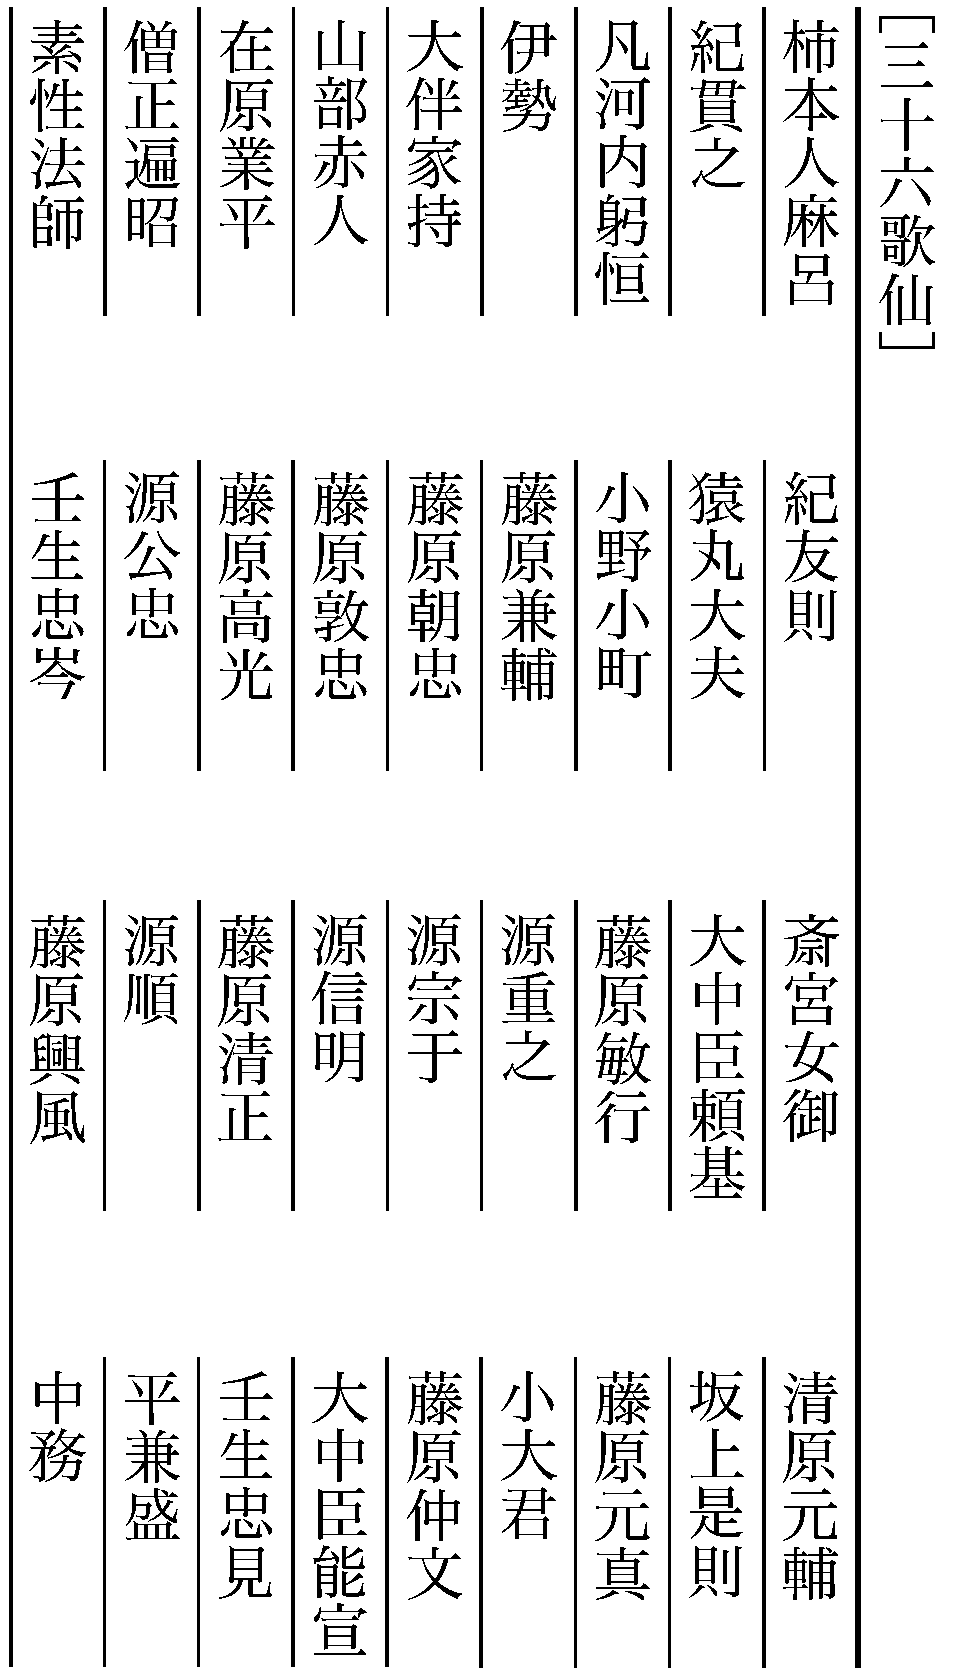 ［三十六歌仙］
柿本人麻呂
紀貫之
凡河内躬恒
伊勢
大伴家持
山部赤人
在原業平
僧正遍昭
素性法師
紀友則
猿丸大夫
小野小町
藤原兼輔
藤原朝忠
藤原敦忠
藤原高光
源公忠
壬生忠岑
斎宮女御
大中臣頼基
藤原敏行
源重之
源宗于
源信明
藤原清正
源順
藤原興風
清原元輔
坂上是則
藤原元真
小大君
藤原仲文
大中臣能宣
壬生忠見
平兼盛
中務